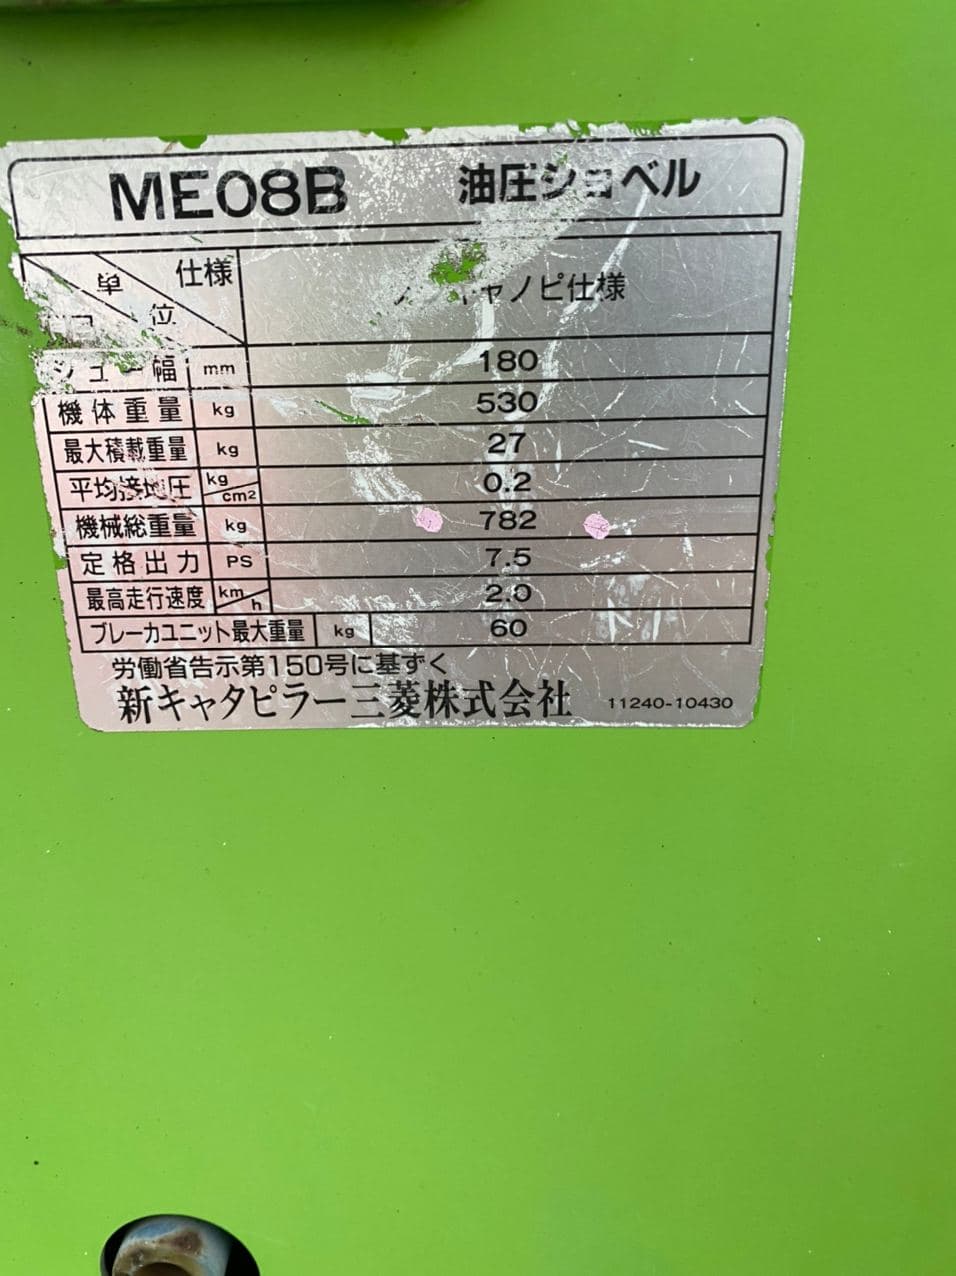 ME08B 油圧ショベル
単位 仕様
キャノピ仕様
シュー幅 mm 180
機体重量 kg 530
最大積載重量 kg 27
平均接地圧 kg/cm2 0.2
機械総重量 kg 782
定格出力 PS 7.5
最高走行速度 km/h 2.0
ブレーカユニット最大重量 kg 60
労働省告示第150号に基ずく
新キャタピラー三菱株式会社 11240-10430